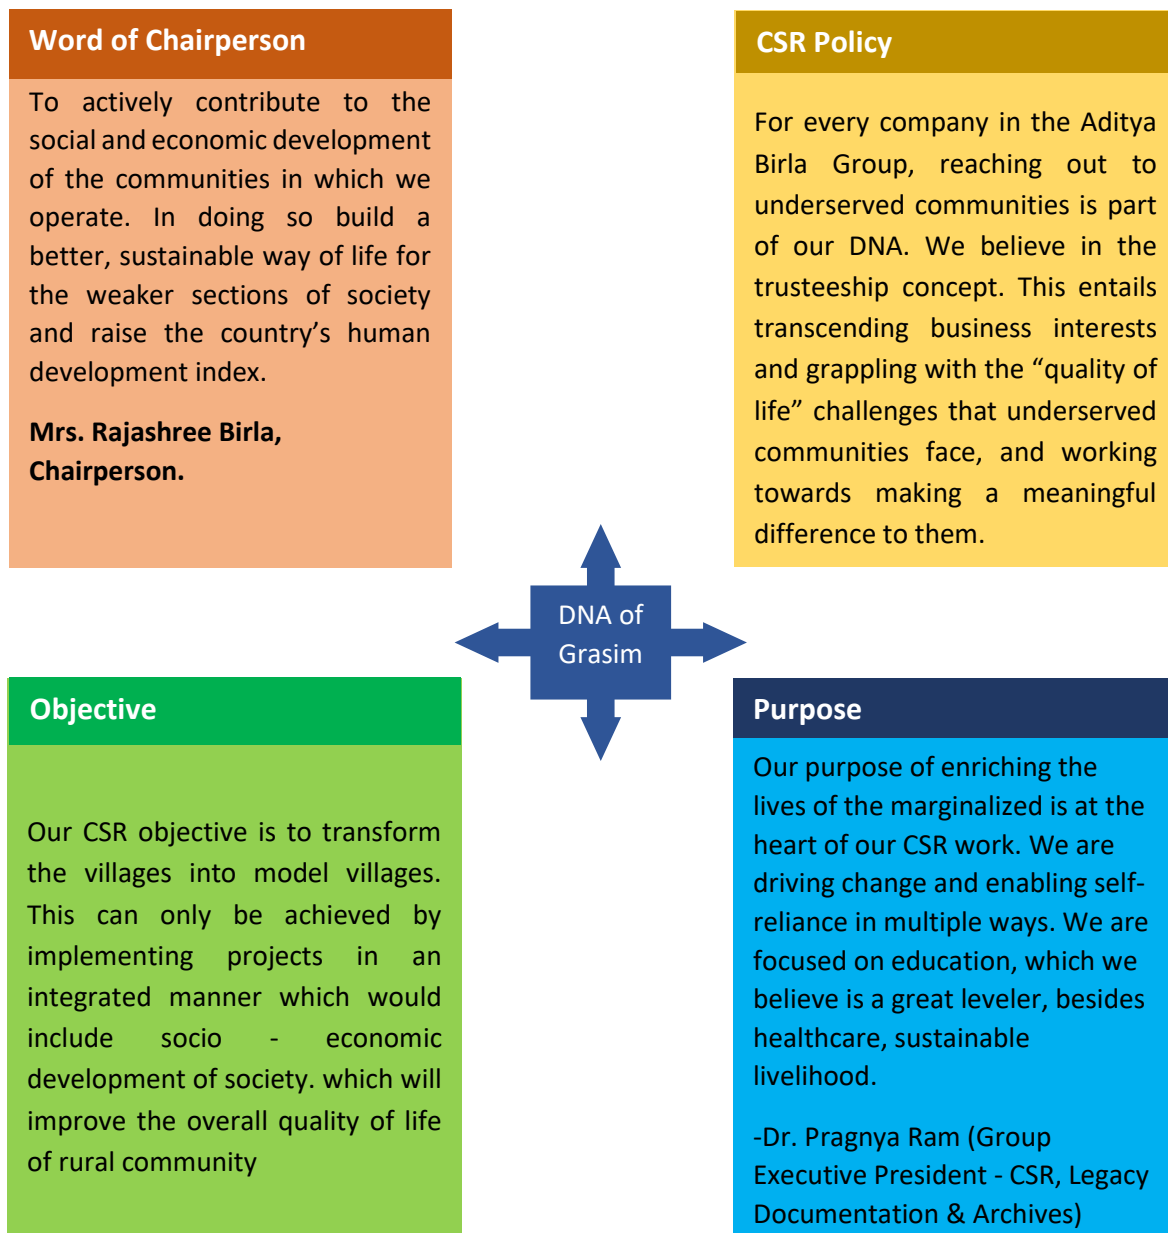 Word of Chairperson
To actively contribute to the
social and economic development
of the communities in which we
operate. In doing so build a
better, sustainable way of life for
the weaker sections of society
and raise the country’s human
development index.
Mrs. Rajashree Birla,
Chairperson.
CSR Policy
For every company in the Aditya
Birla Group, reaching out to
underserved communities is part
of our DNA. We believe in the
trusteeship concept. This entails
transcending business interests
and grappling with the “quality of
life” challenges that underserved
communities face, and working
towards making a meaningful
difference to them.
DNA of
Grasim
Objective
Our CSR objective is to transform
the villages into model villages.
This can only be achieved by
implementing projects in an
integrated manner which would
include socio - economic
development of society. which will
improve the overall quality of life
of rural community
Purpose
Our purpose of enriching the
lives of the marginalized is at the
heart of our CSR work. We are
driving change and enabling self-
reliance in multiple ways. We are
focused on education, which we
believe is a great leveler, besides
healthcare, sustainable
livelihood.
-Dr. Pragnya Ram (Group
Executive President - CSR, Legacy
Documentation & Archives)